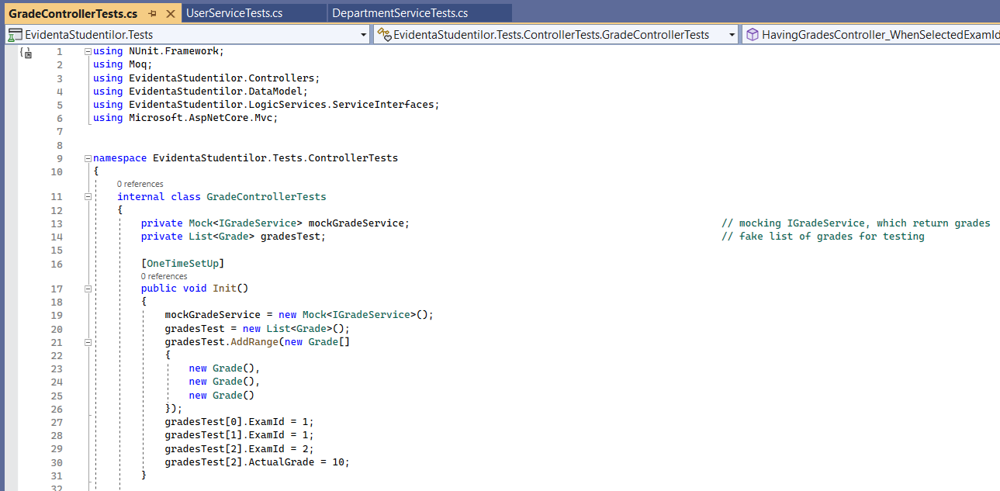 GradeControllerTests.cs UserServiceTests.cs DepartmentServiceTests.cs
EvidentaStudentilor.Tests EvidentaStudentilor.Tests.ControllerTests.GradeControllerTests HavingGradesController_WhenSelectedExamId
1 using NUnit.Framework;
2 using Moq;
3 using EvidentaStudentilor.Controllers;
4 using EvidentaStudentilor.DataModel;
5 using EvidentaStudentilor.LogicServices.ServiceInterfaces;
6 using Microsoft.AspNetCore.Mvc;
7
8
9 namespace EvidentaStudentilor.Tests.ControllerTests
10 {
0 references
11 internal class GradeControllerTests
12 {
13 private Mock<IGradeService> mockGradeService; // mocking IGradeService, which return grades
14 private List<Grade> gradesTest; // fake list of grades for testing
15
16 [OneTimeSetUp]
0 references
17 public void Init()
18 {
19 mockGradeService = new Mock<IGradeService>();
20 gradesTest = new List<Grade>();
21 gradesTest.AddRange(new Grade[]
22 {
23 new Grade(),
24 new Grade(),
25 new Grade()
26 });
27 gradesTest[0].ExamId = 1;
28 gradesTest[1].ExamId = 1;
29 gradesTest[2].ExamId = 2;
30 gradesTest[2].ActualGrade = 10;
31 }
32